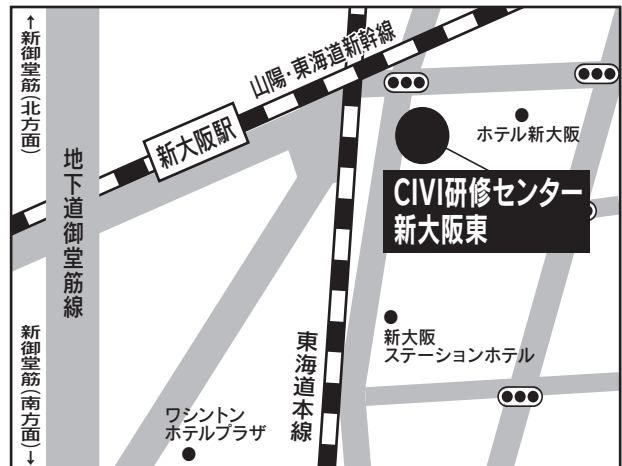 ↑新御堂筋(北方面)
山陽・東海道新幹線
新大阪駅
ホテル新大阪
地下道御堂筋線
CIVI研修センター
新大阪東
新大阪
ステーションホテル
東海道本線
ワシントン
ホテルプラザ
新御堂筋(南方面)↓